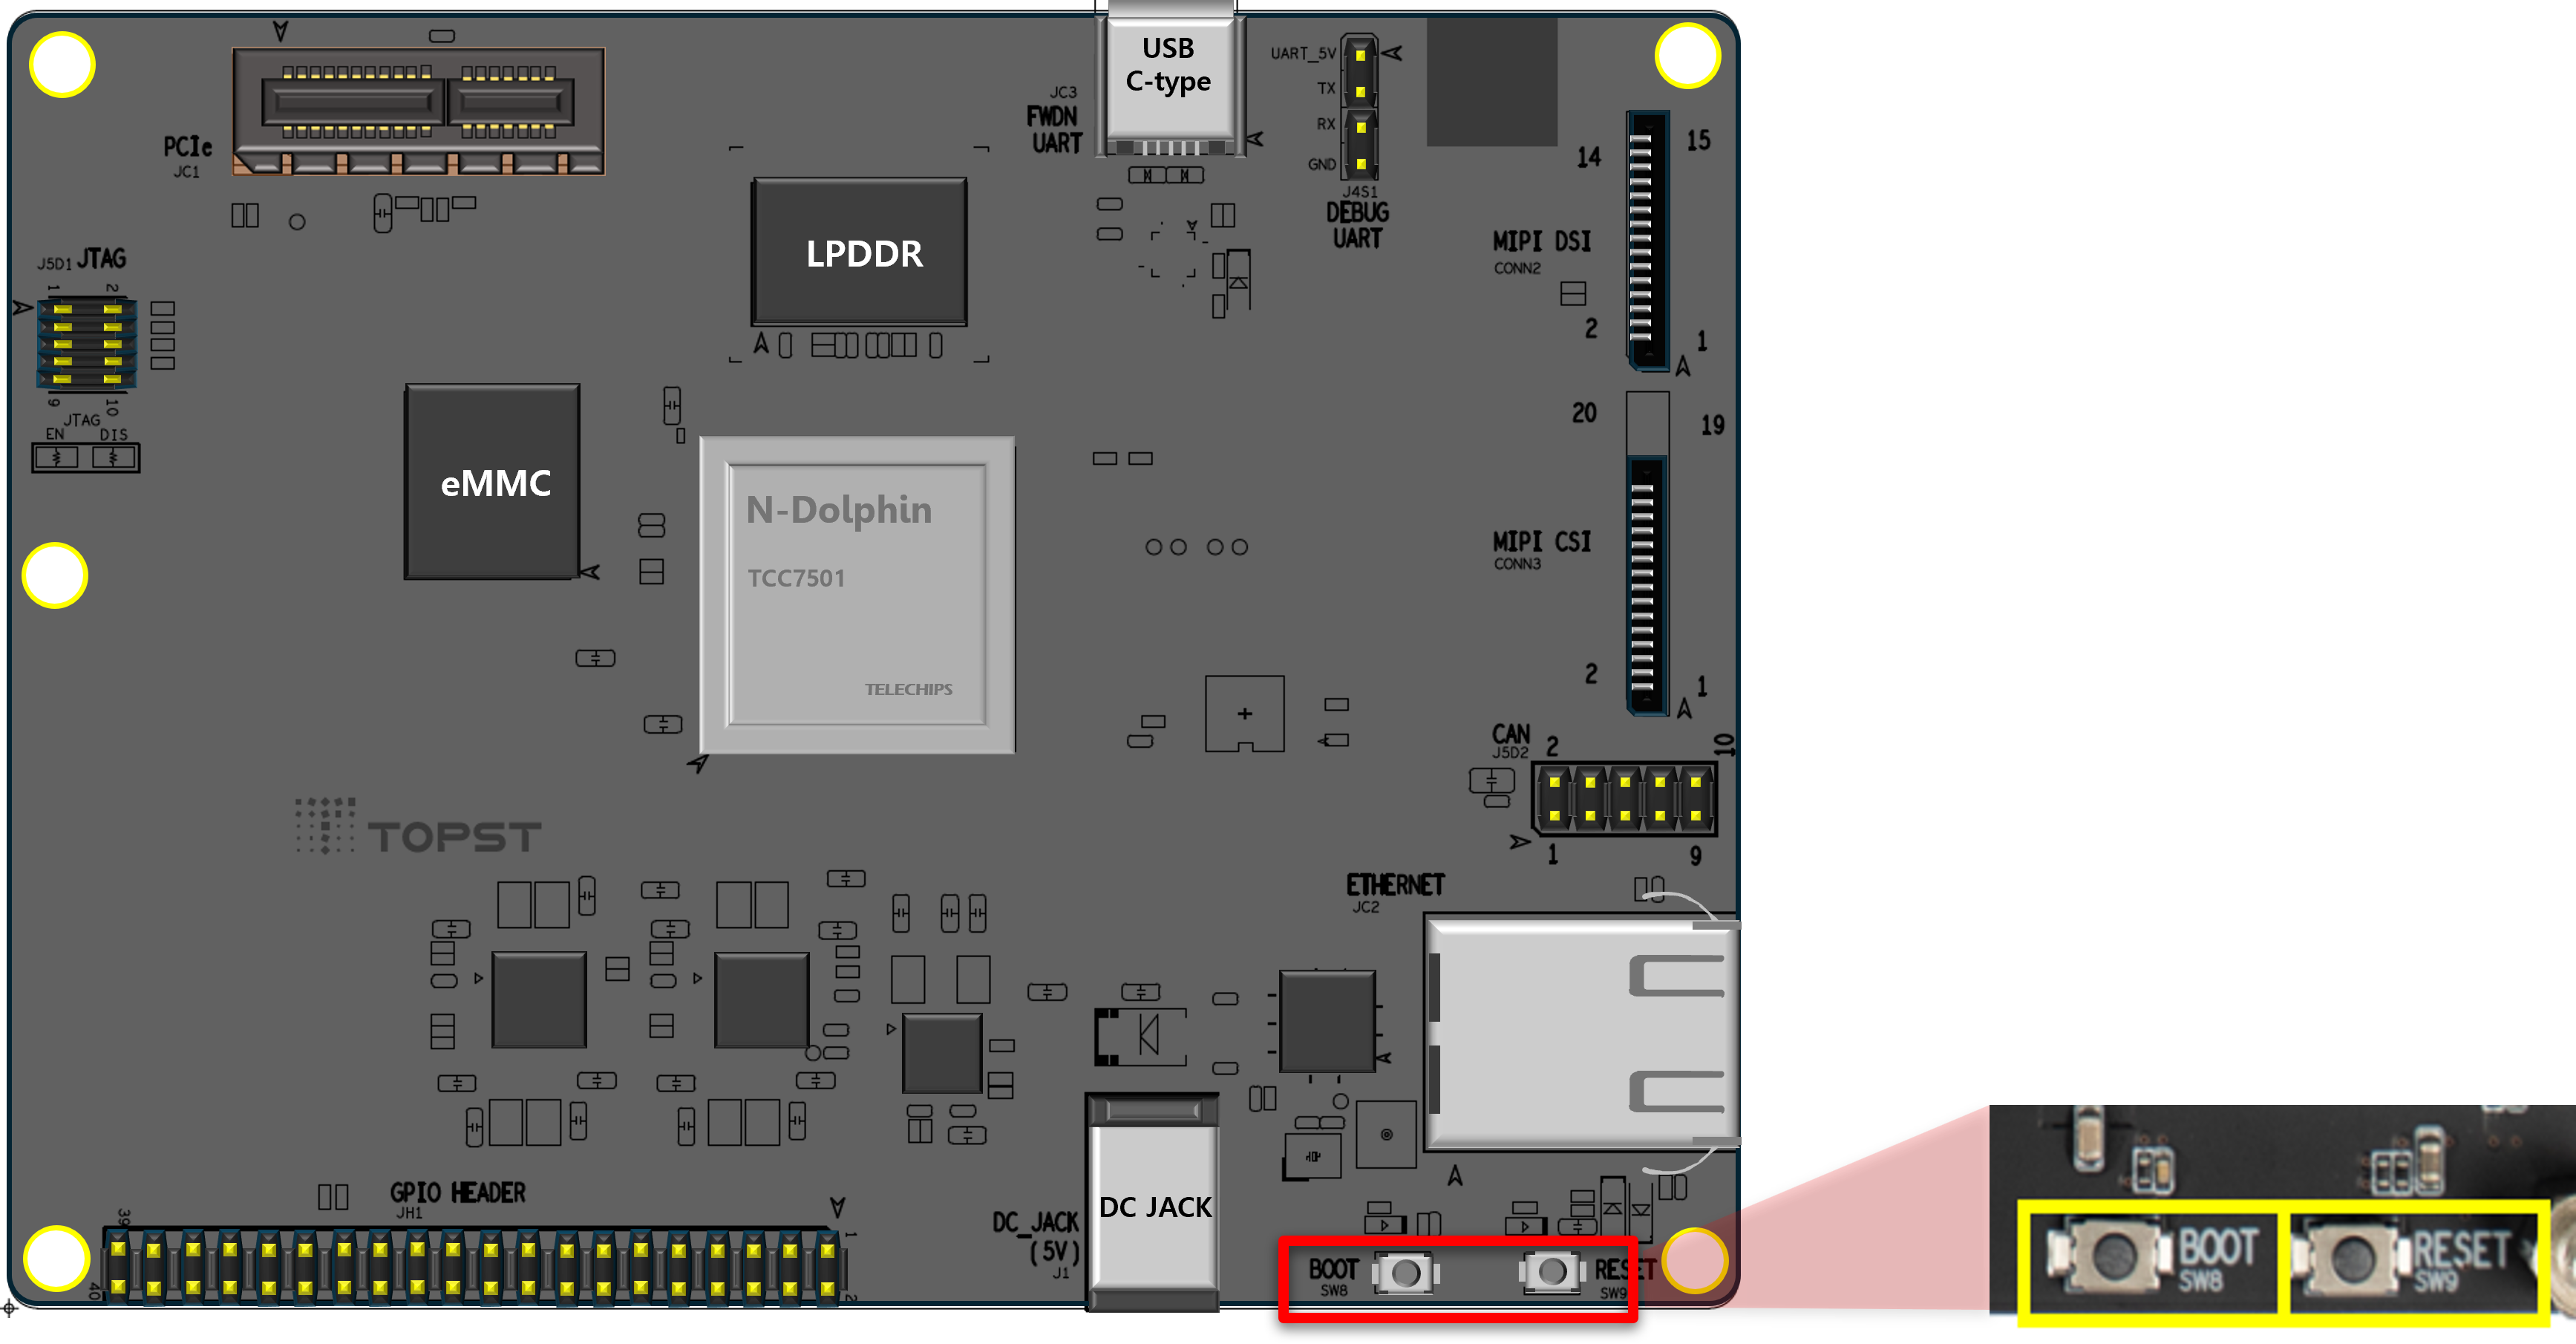 USB
C-type
JC3
FWDN
UART
UART_5V
TX
RX
GND
J4S1
DEBUG
UART
PCIe
JC1
LPDDR
J5D1 JTAG
1 2
9 10
JTAG
EN DIS
eMMC
N-Dolphin
TCC7501
TELECHIPS
14 15
MIPI DSI
CONN2
2 1
20 19
MIPI CSI
CONN3
2 1
CAN
J5D2
2 10
1 9
TOPST
ETHERNET
JC2
GPIO HEADER
JH1
39 1
40 2
DC_JACK
(5V)
J1
DC JACK
BOOT
SW8
RESET
SW9
BOOT
SW8
RESET
SW9